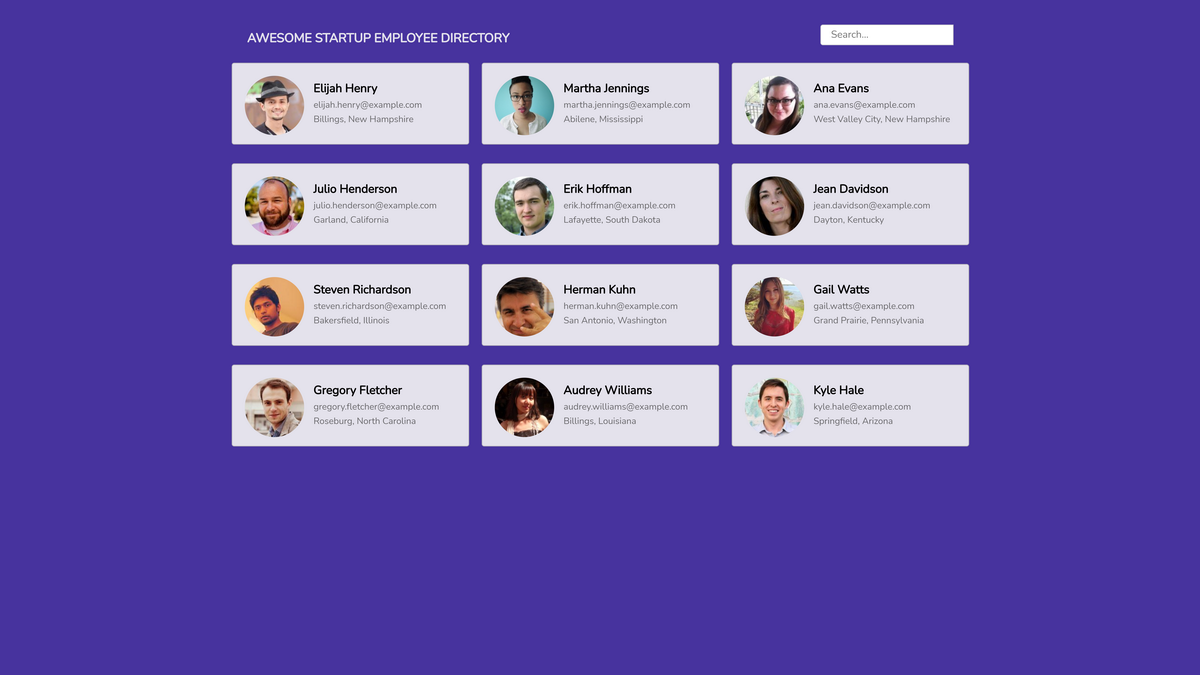 AWESOME STARTUP EMPLOYEE DIRECTORY
Search...
Elijah Henry
elijah.henry@example.com
Billings, New Hampshire
Martha Jennings
martha.jennings@example.com
Abilene, Mississippi
Ana Evans
ana.evans@example.com
West Valley City, New Hampshire
Julio Henderson
julio.henderson@example.com
Garland, California
Erik Hoffman
erik.hoffman@example.com
Lafayette, South Dakota
Jean Davidson
jean.davidson@example.com
Dayton, Kentucky
Steven Richardson
steven.richardson@example.com
Bakersfield, Illinois
Herman Kuhn
herman.kuhn@example.com
San Antonio, Washington
Gail Watts
gail.watts@example.com
Grand Prairie, Pennsylvania
Gregory Fletcher
gregory.fletcher@example.com
Roseburg, North Carolina
Audrey Williams
audrey.williams@example.com
Billings, Louisiana
Kyle Hale
kyle.hale@example.com
Springfield, Arizona